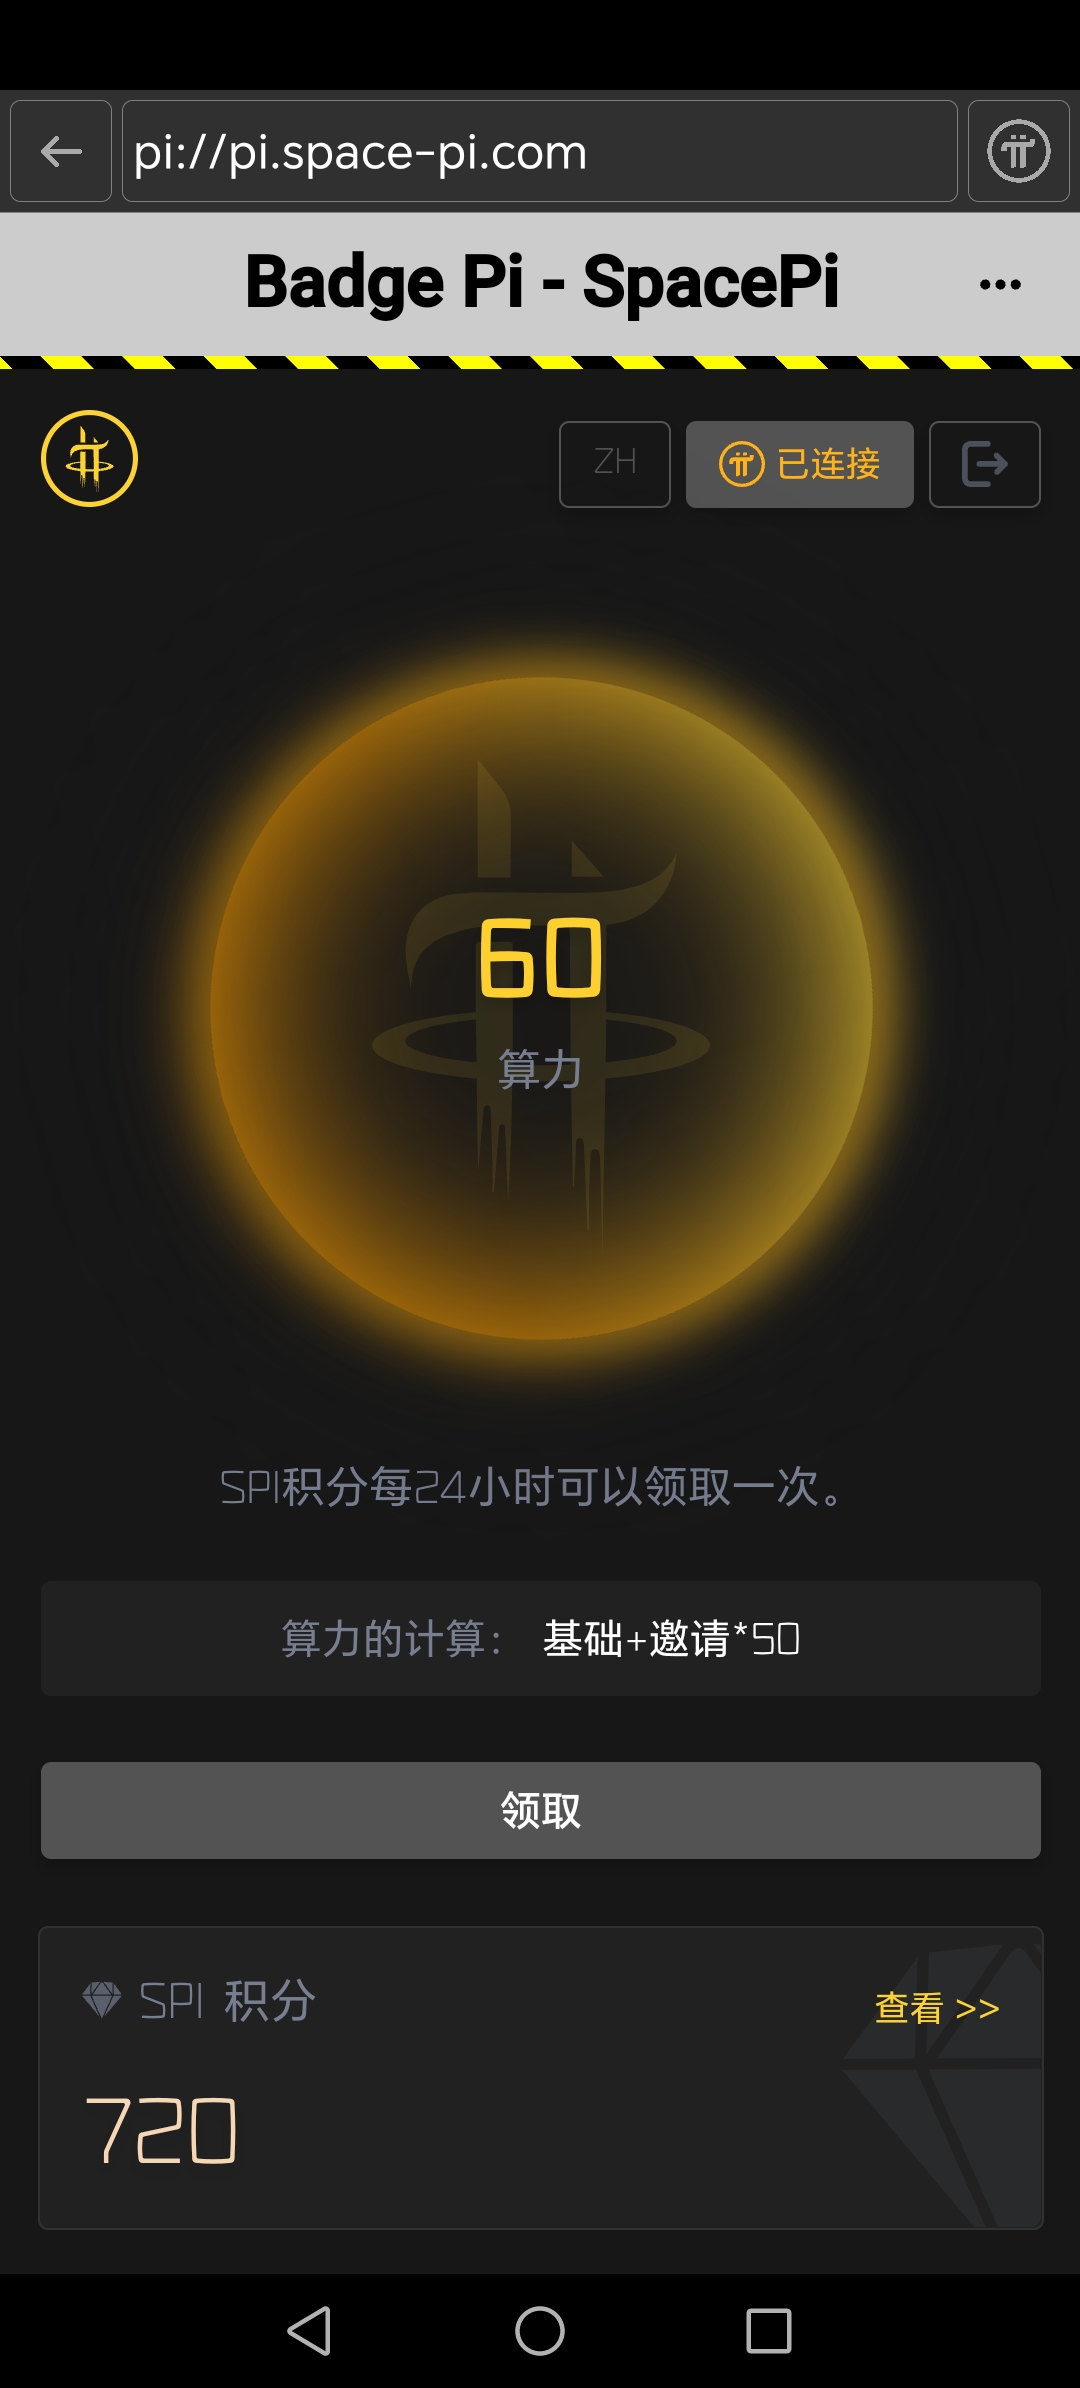 pi://pi.space-pi.com
Badge Pi - SpacePi
ZH
已连接
60
算力
SPI积分每24小时可以领取一次。
算力的计算： 基础+邀请*50
领取
SPI 积分
查看 >>
720